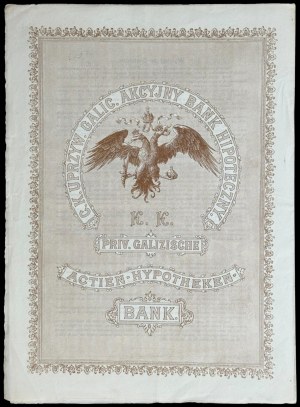 C.K. UPRZYW. GALIC. AKCYJNY BANK HIPOTECZNY.
K. K.
PRIV. GALIZISCHE
ACTIEN-HYPOTHEKEN-
BANK.